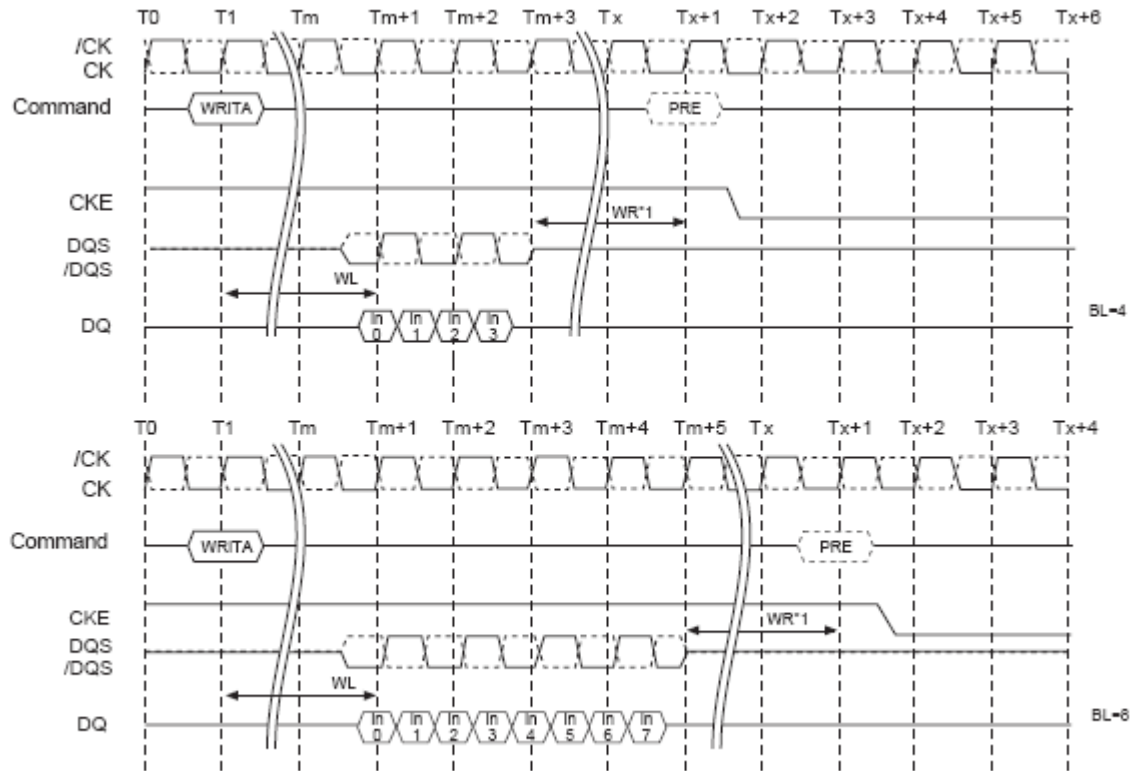 T0 T1 Tm Tm+1 Tm+2 Tm+3 Tx Tx+1 Tx+2 Tx+3 Tx+4 Tx+5 Tx+6
/CK
CK
Command WRITA PRE
CKE
WR*1
DQS
/DQS
WL
DQ In 0 In 1 In 2 In 3
BL=4
T0 T1 Tm Tm+1 Tm+2 Tm+3 Tm+4 Tm+5 Tx Tx+1 Tx+2 Tx+3 Tx+4
/CK
CK
Command WRITA PRE
CKE
WR*1
DQS
/DQS
WL
DQ In 0 In 1 In 2 In 3 In 4 In 5 In 6 In 7
BL=8